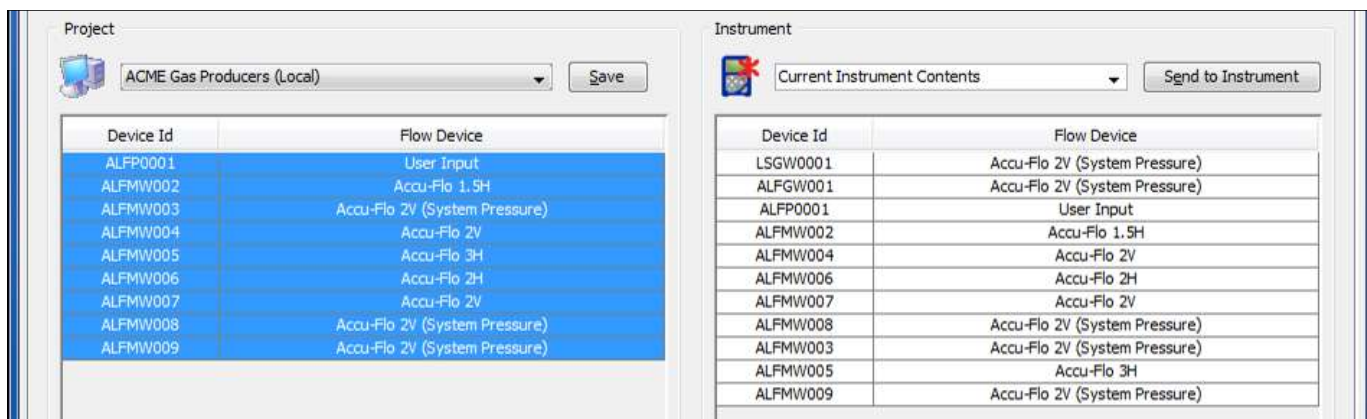 Project
ACME Gas Producers (Local)
Save
Device Id Flow Device
ALFP0001 User Input
ALFMW002 Accu-Flo 1.5H
ALFMW003 Accu-Flo 2V (System Pressure)
ALFMW004 Accu-Flo 2V
ALFMW005 Accu-Flo 3H
ALFMW006 Accu-Flo 2H
ALFMW007 Accu-Flo 2V
ALFMW008 Accu-Flo 2V (System Pressure)
ALFMW009 Accu-Flo 2V (System Pressure)
Instrument
Current Instrument Contents
Send to Instrument
Device Id Flow Device
LSGW0001 Accu-Flo 2V (System Pressure)
ALFGW001 Accu-Flo 2V (System Pressure)
ALFP0001 User Input
ALFMW002 Accu-Flo 1.5H
ALFMW004 Accu-Flo 2V
ALFMW006 Accu-Flo 2H
ALFMW007 Accu-Flo 2V
ALFMW008 Accu-Flo 2V (System Pressure)
ALFMW003 Accu-Flo 2V (System Pressure)
ALFMW005 Accu-Flo 3H
ALFMW009 Accu-Flo 2V (System Pressure)